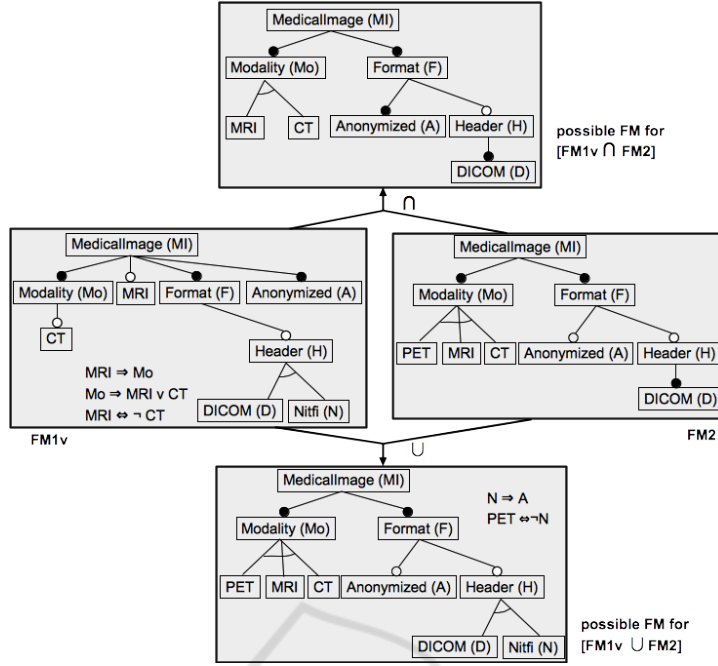 MedicalImage (MI)
Modality (Mo)
Format (F)
MRI
CT
Anonymized (A)
Header (H)
DICOM (D)
possible FM for
[FM1v ⋂ FM2]
⋂
MedicalImage (MI)
Modality (Mo)
MRI
Format (F)
Anonymized (A)
CT
Header (H)
MRI ⇒ Mo
Mo ⇒ MRI v CT
MRI ⇔ ¬ CT
DICOM (D)
Nitfi (N)
FM1v
MedicalImage (MI)
Modality (Mo)
Format (F)
PET
MRI
CT
Anonymized (A)
Header (H)
DICOM (D)
FM2
⋃
MedicalImage (MI)
N ⇒ A
PET ⇔¬N
Modality (Mo)
Format (F)
PET
MRI
CT
Anonymized (A)
Header (H)
DICOM (D)
Nitfi (N)
possible FM for
[FM1v ⋃ FM2]